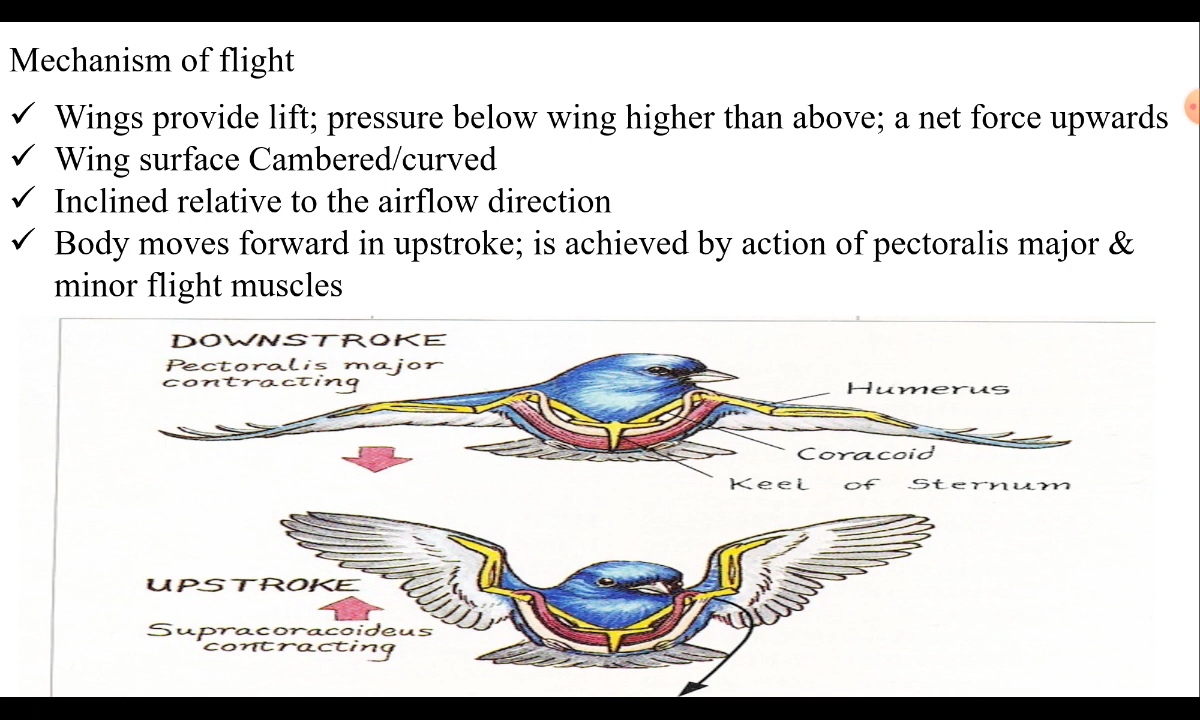 Mechanism of flight
✓ Wings provide lift; pressure below wing higher than above; a net force upwards
✓ Wing surface Cambered/curved
✓ Inclined relative to the airflow direction
✓ Body moves forward in upstroke; is achieved by action of pectoralis major &
minor flight muscles
DOWNSTROKE
Pectoralis major
contracting
Humerus
Coracoid
Keel of Sternum
UPSTROKE
Supracoracoideus
contracting